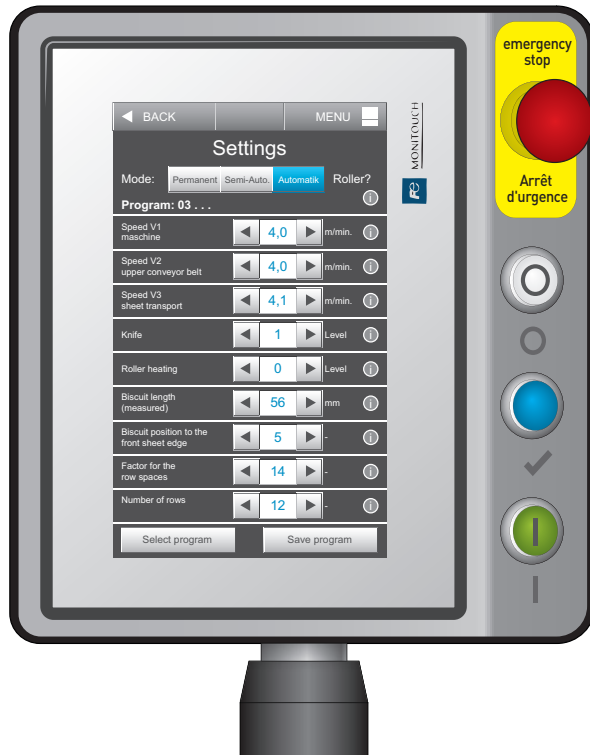 BACK
MENU
Settings
Mode:
Permanent
Semi-Auto.
Automatik
Roller?
i
Program: 03 . . .
Speed V1
maschine
4,0
m/min.
i
Speed V2
upper conveyor belt
4,0
m/min.
i
Speed V3
sheet transport
4,1
m/min.
i
Knife
1
Level
i
Roller heating
0
Level
i
Biscuit length
(measured)
56
mm
i
Biscuit position to the
front sheet edge
5
-
i
Factor for the
row spaces
14
-
i
Number of rows
12
-
i
Select program
Save program
MONITOUCH
Fe
emergency
stop
Arrêt
d'urgence